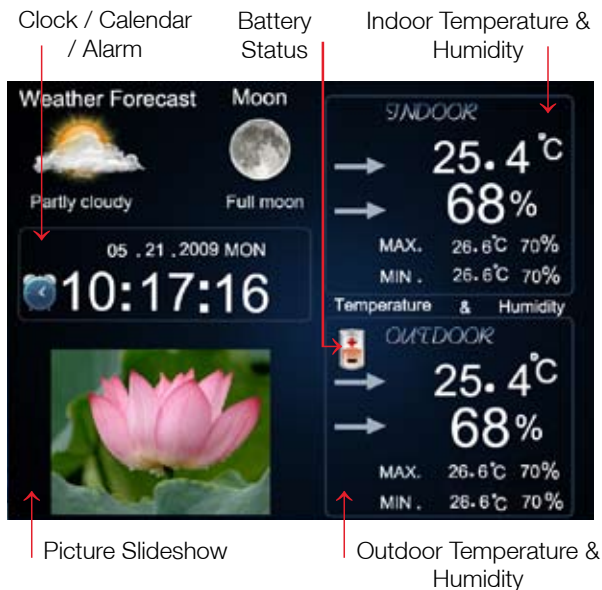 Clock / Calendar
/ Alarm
Battery
Status
Indoor Temperature &
Humidity
Weather Forecast
Moon
Partly cloudy
Full moon
05 . 21 . 2009 MON
10:17:16
INDOOR
25. 4°C
68%
MAX. 26.6°C 70%
MIN . 26.6°C 70%
Temperature & Humidity
OUTDOOR
25. 4°C
68%
MAX. 26.6°C 70%
MIN . 26.6°C 70%
Picture Slideshow
Outdoor Temperature &
Humidity